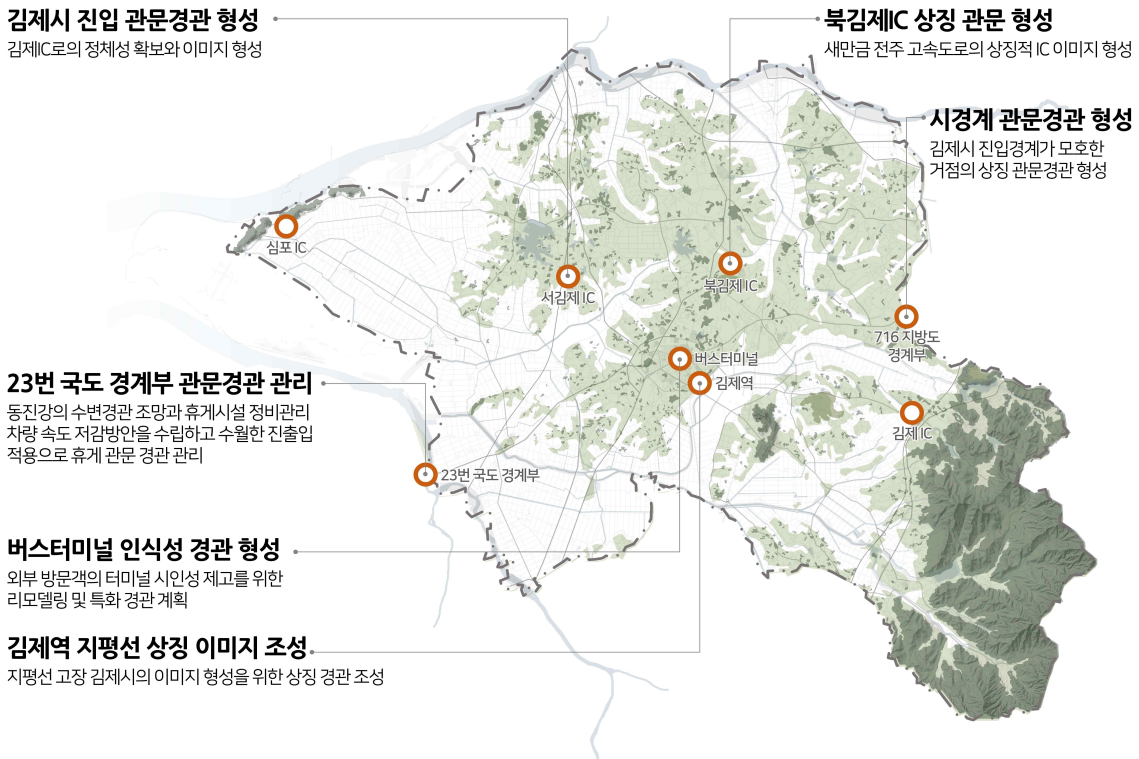 김제시 진입 관문경관 형성
김제IC로의 정체성 확보와 이미지 형성
북김제IC 상징 관문 형성
새만금 전주 고속도로의 상징적 IC 이미지 형성
시경계 관문경관 형성
김제시 진입경계가 모호한
거점의 상징 관문경관 형성
심포 IC
서김제 IC
북김제 IC
716 지방도
경계부
버스터미널
김제역
김제 IC
23번 국도 경계부 관문경관 관리
동진강의 수변경관 조망과 휴게시설 정비관리
차량 속도 저감방안을 수립하고 수월한 진출입
적용으로 휴게 관문 경관 관리
23번 국도 경계부
버스터미널 인식성 경관 형성
외부 방문객의 터미널 시인성 제고를 위한
리모델링 및 특화 경관 계획
김제역 지평선 상징 이미지 조성
지평선 고장 김제시의 이미지 형성을 위한 상징 경관 조성